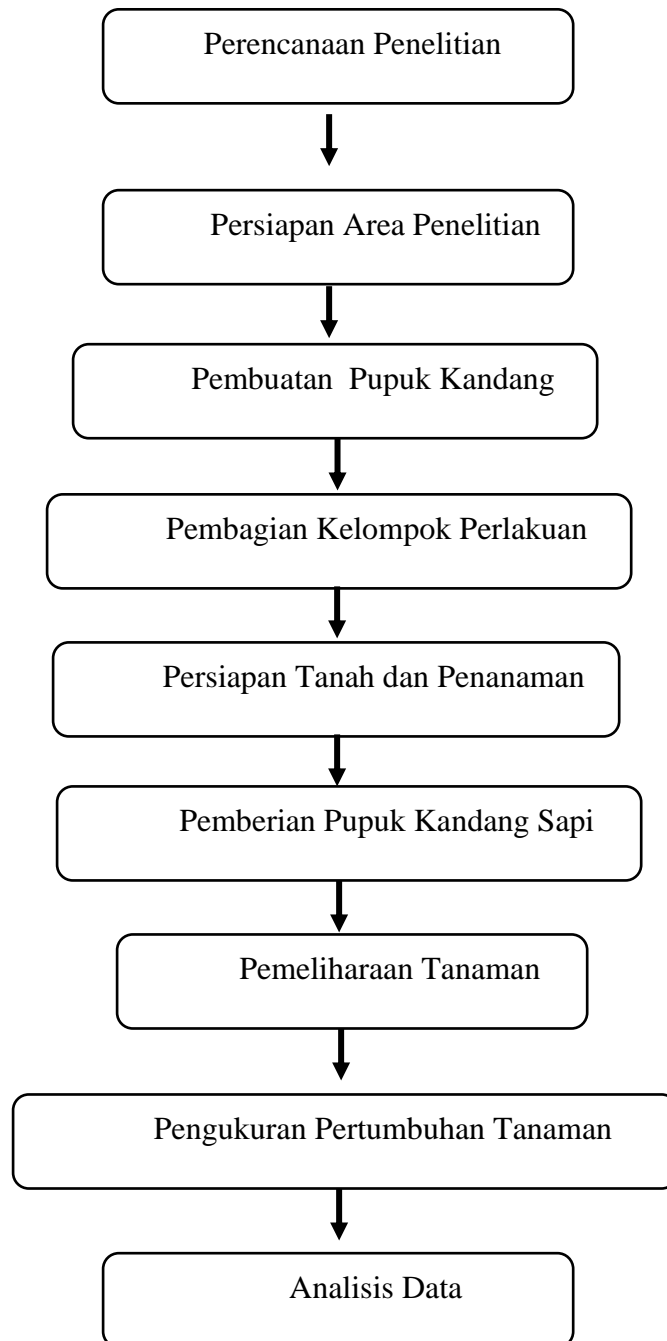 Perencanaan Penelitian
Persiapan Area Penelitian
Pembuatan Pupuk Kandang
Pembagian Kelompok Perlakuan
Persiapan Tanah dan Penanaman
Pemberian Pupuk Kandang Sapi
Pemeliharaan Tanaman
Pengukuran Pertumbuhan Tanaman
Analisis Data